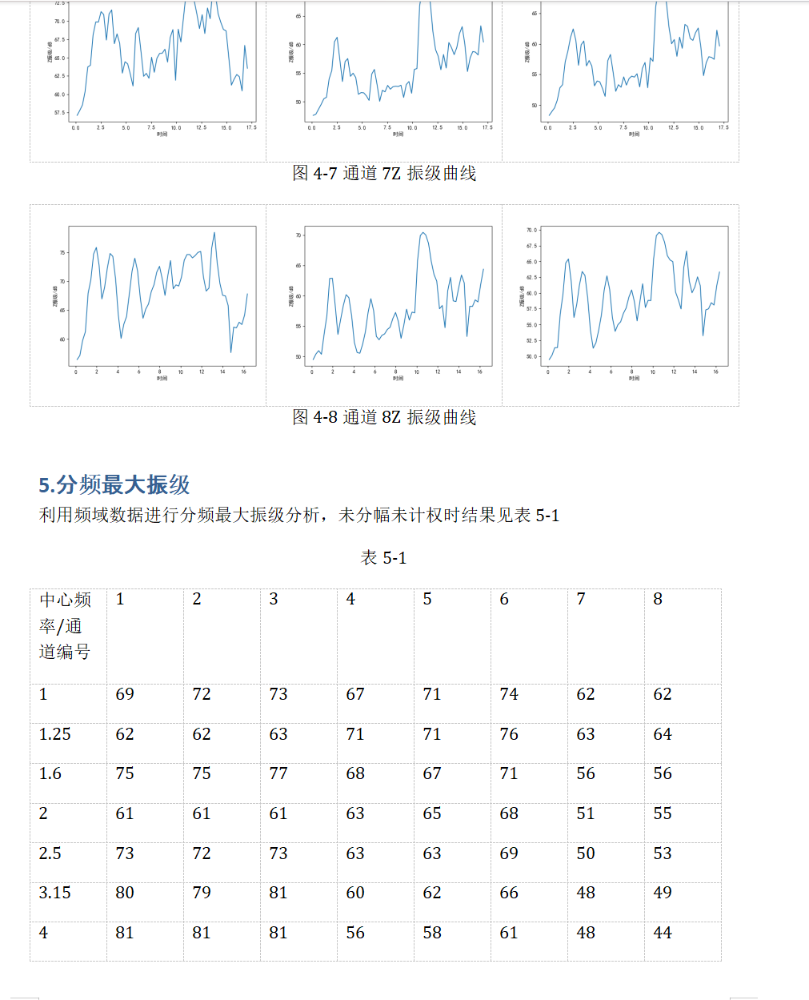 72.5
70.0
67.5
65.0
62.5
60.0
57.5
Z振级/dB
0.0 2.5 5.0 7.5 10.0 12.5 15.0 17.5
时间
65
60
55
50
Z振级/dB
0.0 2.5 5.0 7.5 10.0 12.5 15.0 17.5
时间
65
60
55
50
Z振级/dB
0.0 2.5 5.0 7.5 10.0 12.5 15.0 17.5
时间
图 4-7 通道 7Z 振级曲线
75
70
65
60
Z振级/dB
0 2 4 6 8 10 12 14 16
时间
70
65
60
55
50
Z振级/dB
0 2 4 6 8 10 12 14 16
时间
70.0
67.5
65.0
62.5
60.0
57.5
55.0
52.5
50.0
Z振级/dB
0 2 4 6 8 10 12 14 16
时间
图 4-8 通道 8Z 振级曲线
5.分频最大振级
利用频域数据进行分频最大振级分析，未分幅未计权时结果见表 5-1
表 5-1
中心频
率/通
道编号
1 2 3 4 5 6 7 8
1 69 72 73 67 71 74 62 62
1.25 62 62 63 71 71 76 63 64
1.6 75 75 77 68 67 71 56 56
2 61 61 61 63 65 68 51 55
2.5 73 72 73 63 63 69 50 53
3.15 80 79 81 60 62 66 48 49
4 81 81 81 56 58 61 48 44